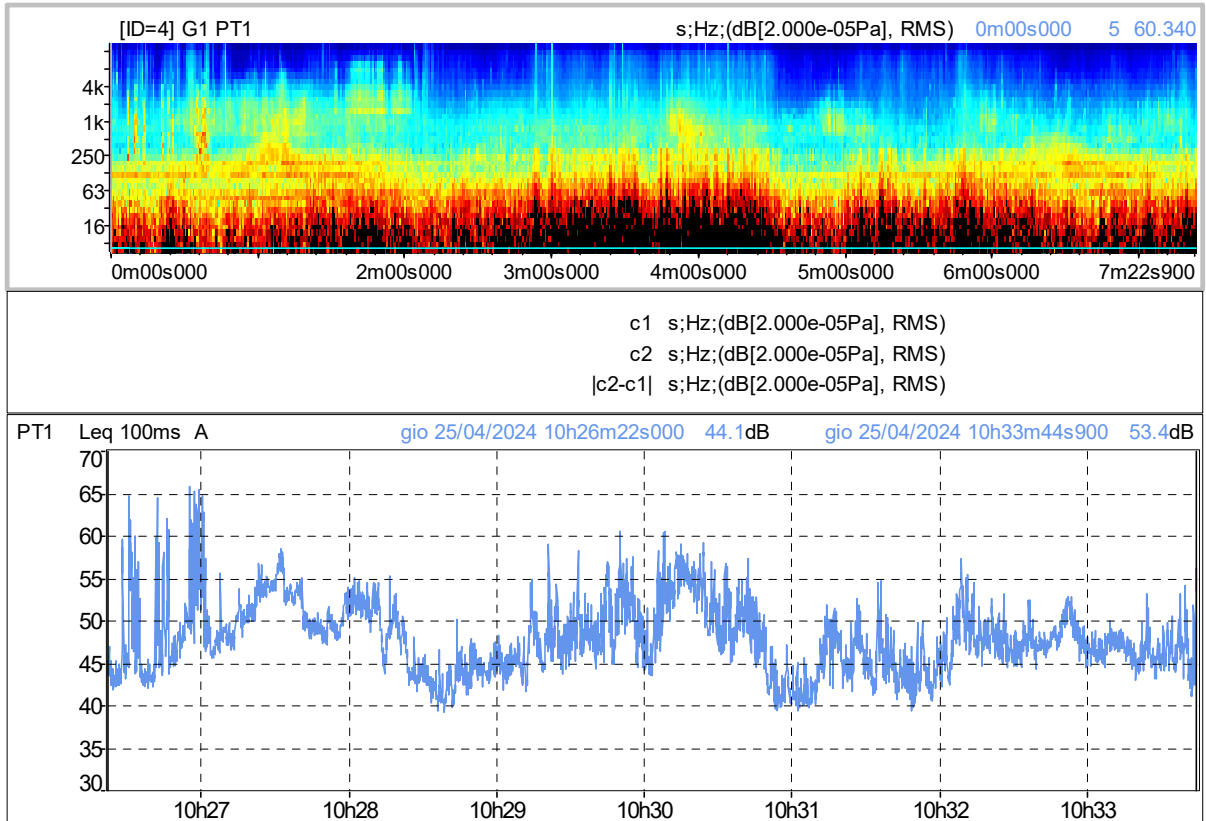 [ID=4] G1 PT1 s;Hz;(dB[2.000e-05Pa], RMS) 0m00s000 5 60.340
4k
1k
250
63
16
0m00s000 2m00s000 3m00s000 4m00s000 5m00s000 6m00s000 7m22s900
c1 s;Hz;(dB[2.000e-05Pa], RMS)
c2 s;Hz;(dB[2.000e-05Pa], RMS)
|c2-c1| s;Hz;(dB[2.000e-05Pa], RMS)
PT1 Leq 100ms A gio 25/04/2024 10h26m22s000 44.1dB gio 25/04/2024 10h33m44s900 53.4dB
70
65
60
55
50
45
40
35
30
10h27 10h28 10h29 10h30 10h31 10h32 10h33